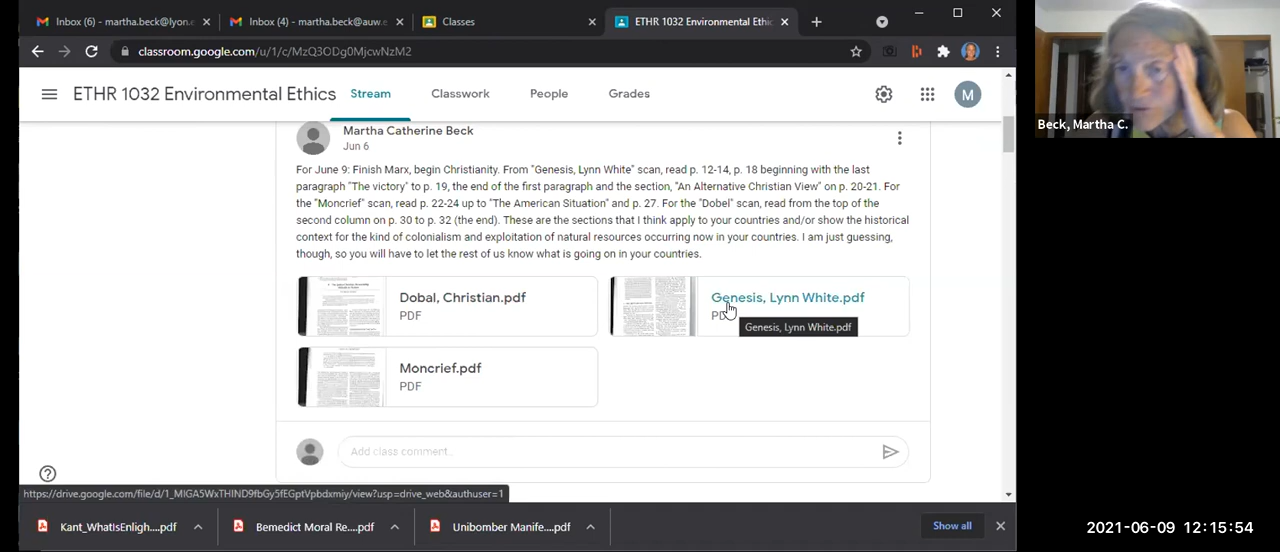 Inbox (6) - martha.beck@lyon.e
Inbox (4) - martha.beck@auw.e
Classes
ETHR 1032 Environmental Ethic
classroom.google.com/u/1/c/MzQ3ODg0MjcwNzM2
ETHR 1032 Environmental Ethics
Stream
Classwork
People
Grades
M
Martha Catherine Beck
Jun 6
For June 9: Finish Marx, begin Christianity. From "Genesis, Lynn White" scan, read p. 12-14, p. 18 beginning with the last
paragraph "The victory" to p. 19, the end of the first paragraph and the section, "An Alternative Christian View" on p. 20-21. For
the "Moncrief" scan, read p. 22-24 up to "The American Situation" and p. 27. For the "Dobel" scan, read from the top of the
second column on p. 30 to p. 32 (the end). These are the sections that I think apply to your countries and/or show the historical
context for the kind of colonialism and exploitation of natural resources occurring now in your countries. I am just guessing,
though, so you will have to let the rest of us know what is going on in your countries.
Dobal, Christian.pdf
PDF
Genesis, Lynn White.pdf
Genesis, Lynn White.pdf
Moncrief.pdf
PDF
Add class comment...
https://drive.google.com/file/d/1_MIGA5WxTHIND9fbGy5fEGptVpbdxmiy/view?usp=drive_web&authuser=1
Kant_WhatIsEnligh....pdf
Bemedict Moral Re....pdf
Unibomber Manife....pdf
Show all
Beck, Martha C.
2021-06-09 12:15:54